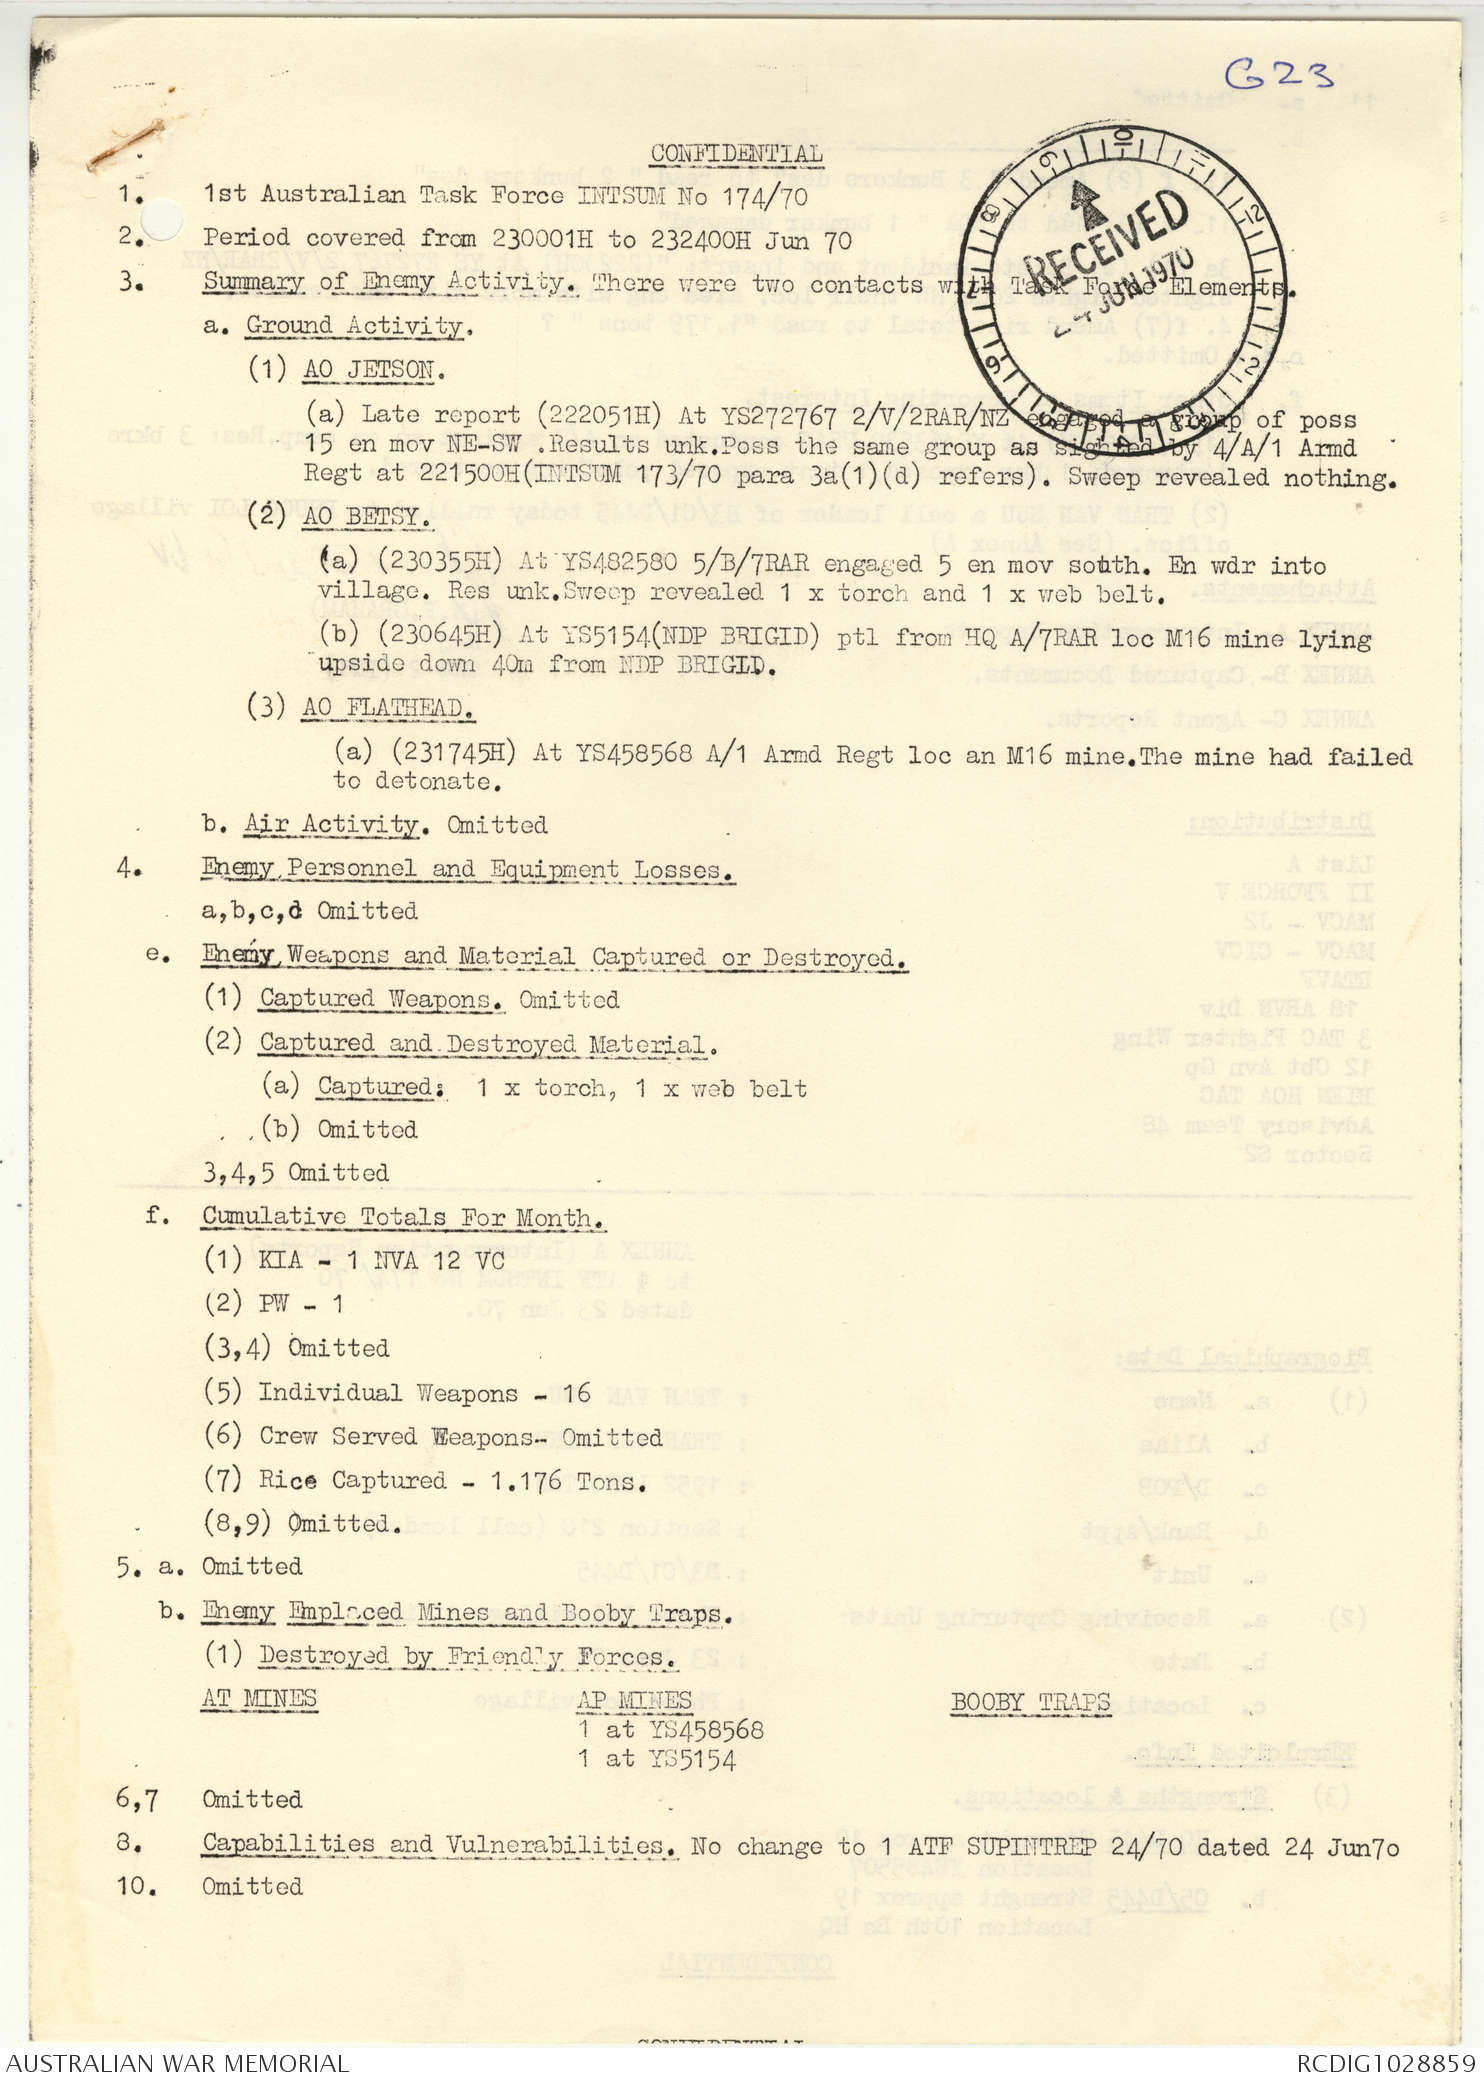 G23
CONFIDENTIAL
RECEIVED
24 JUN 1970
1. 1st Australian Task Force INTSUM No 174/70
2. Period covered from 230001H to 232400H Jun 70
3. Summary of Enemy Activity. There were two contacts with Task Force Elements.
a. Ground Activity.
(1) AO JETSON.
(a) Late report (222051H) At YS272767 2/V/2RAR/NZ engaged a group of poss
15 en mov NE-SW .Results unk.Poss the same group as sighted by 4/A/1 Armd
Regt at 221500H(INTSUM 173/70 para 3a(1)(d) refers). Sweep revealed nothing.
(2) AO BETSY.
(a) (230355H) At YS482580 5/B/7RAR engaged 5 en mov south. En wdr into
village. Res unk.Sweep revealed 1 x torch and 1 x web belt.
(b) (230645H) At YS5154(NDP BRIGID) ptl from HQ A/7RAR loc M16 mine lying
upside down 40m from NDP BRIGID.
(3) AO FLATHEAD.
(a) (231745H) At YS458568 A/1 Armd Regt loc an M16 mine.The mine had failed
to detonate.
b. Air Activity. Omitted
4. Enemy Personnel and Equipment Losses.
a,b,c,d Omitted
e. Enemy Weapons and Material Captured or Destroyed.
(1) Captured Weapons. Omitted
(2) Captured and Destroyed Material.
(a) Captured: 1 x torch, 1 x web belt
(b) Omitted
3,4,5 Omitted
f. Cumulative Totals For Month.
(1) KIA - 1 NVA 12 VC
(2) PW - 1
(3,4) Omitted
(5) Individual Weapons - 16
(6) Crew Served Weapons- Omitted
(7) Rice Captured - 1.176 Tons.
(8,9) Omitted.
5. a. Omitted
b. Enemy Emplaced Mines and Booby Traps.
(1) Destroyed by Friendly Forces.
AT MINES AP MINES BOOBY TRAPS
1 at YS458568
1 at YS5154
6,7 Omitted
8. Capabilities and Vulnerabilities. No change to 1 ATF SUPINTREP 24/70 dated 24 Jun7o
10. Omitted
CONFIDENTIAL
AUSTRALIAN WAR MEMORIAL
RCDIG1028859